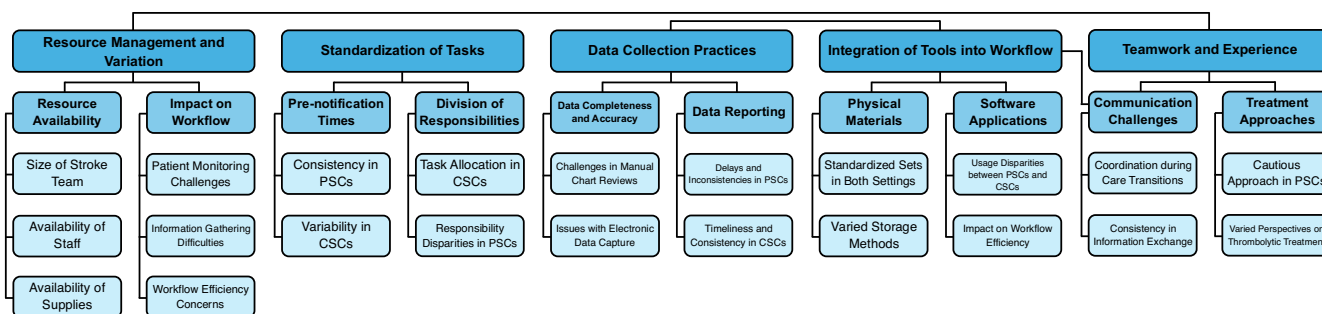 Resource Management and
Variation
Standardization of Tasks
Data Collection Practices
Integration of Tools into Workflow
Teamwork and Experience
Resource
Availability
Impact on
Workflow
Pre-notification
Times
Division of
Responsibilities
Data Completeness
and Accuracy
Data Reporting
Physical
Materials
Software
Applications
Communication
Challenges
Treatment
Approaches
Size of Stroke
Team
Patient Monitoring
Challenges
Consistency in
PSCs
Task Allocation in
CSCs
Challenges in Manual
Chart Reviews
Delays and
Inconsistencies in PSCs
Standardized Sets
in Both Settings
Usage Disparities
between PSCs and
CSCs
Coordination during
Care Transitions
Cautious
Approach in PSCs
Availability of
Staff
Information Gathering
Difficulties
Variability in
CSCs
Responsibility
Disparities in PSCs
Issues with Electronic
Data Capture
Timeliness and
Consistency in CSCs
Varied Storage
Methods
Impact on Workflow
Efficiency
Consistency in
Information Exchange
Varied Perspectives on
Thrombolytic Treatment
Availability of
Supplies
Workflow Efficiency
Concerns